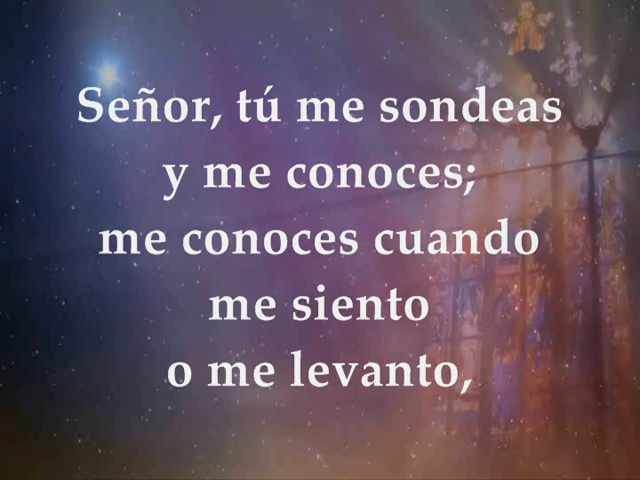 Señor, tú me sondeas
y me conoces;
me conoces cuando
me siento
o me levanto,